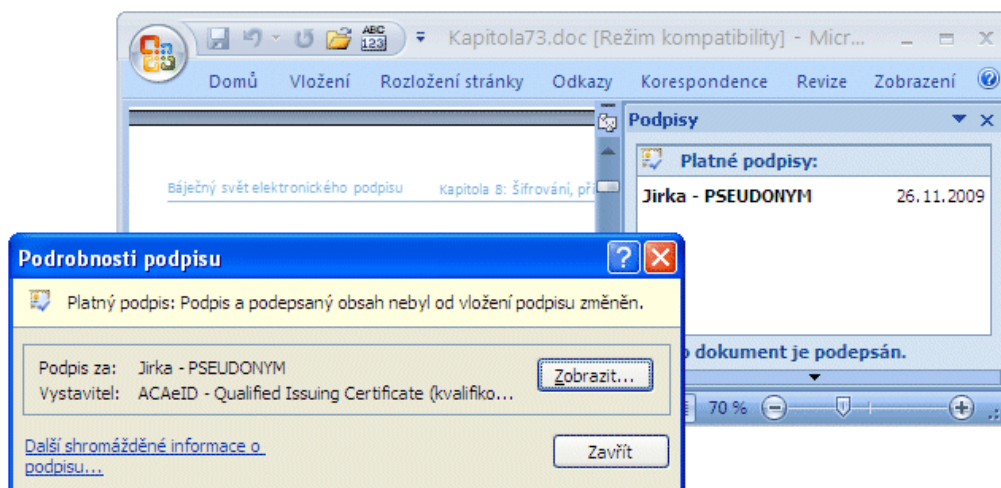 ABC
123
Kapitola73.doc [Režim kompatibility] - Micr...
Domů Vložení Rozložení stránky Odkazy Korespondence Revize Zobrazení
Podpisy
Platné podpisy:
Jirka - PSEUDONYM 26.11.2009
Báječný svět elektronického podpisu Kapitola 8: Šifrování, při
Podrobnosti podpisu
Platný podpis: Podpis a podepsaný obsah nebyl od vložení podpisu změněn.
Podpis za: Jirka - PSEUDONYM
Zobrazit...
Vystavitel: ACAeID - Qualified Issuing Certificate (kvalifiko...
Další shromážděné informace o
podpisu...
Zavřít
o dokument je podepsán.
70 %